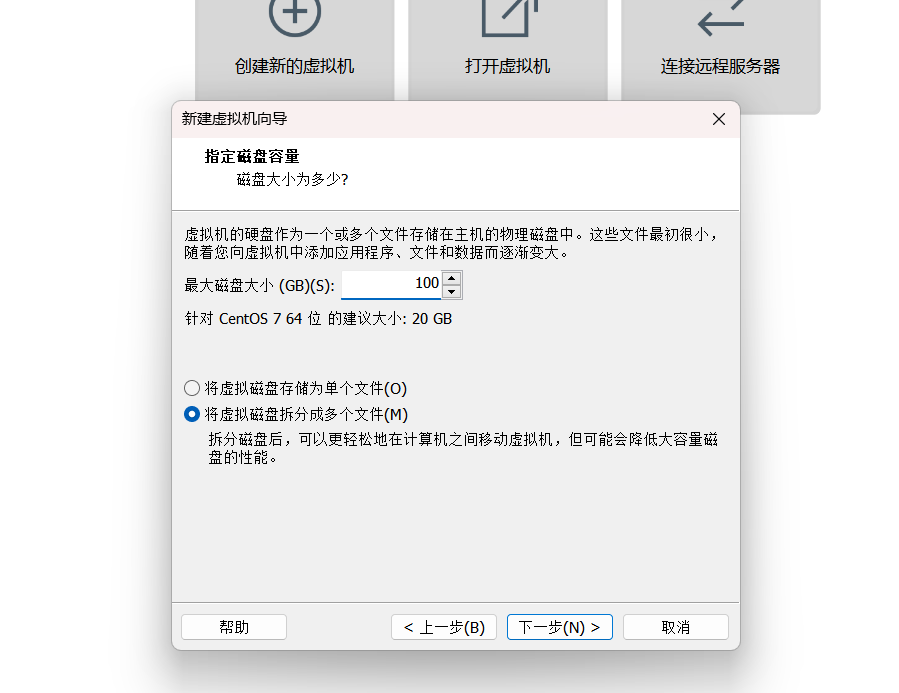 创建新的虚拟机
打开虚拟机
连接远程服务器
新建虚拟机向导
指定磁盘容量
磁盘大小为多少?
虚拟机的硬盘作为一个或多个文件存储在主机的物理磁盘中。这些文件最初很小，
随着您向虚拟机中添加应用程序、文件和数据而逐渐变大。
最大磁盘大小 (GB)(S): 100
针对 CentOS 7 64 位 的建议大小: 20 GB
将虚拟磁盘存储为单个文件(O)
将虚拟磁盘拆分成多个文件(M)
拆分磁盘后，可以更轻松地在计算机之间移动虚拟机，但可能会降低大容量磁
盘的性能。
帮助
< 上一步(B)
下一步(N) >
取消